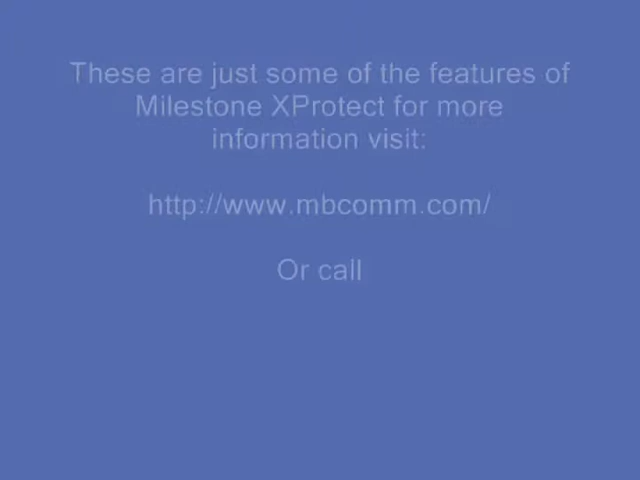 These are just some of the features of
Milestone XProtect for more
information visit:
http://www.mbcomm.com/
Or call